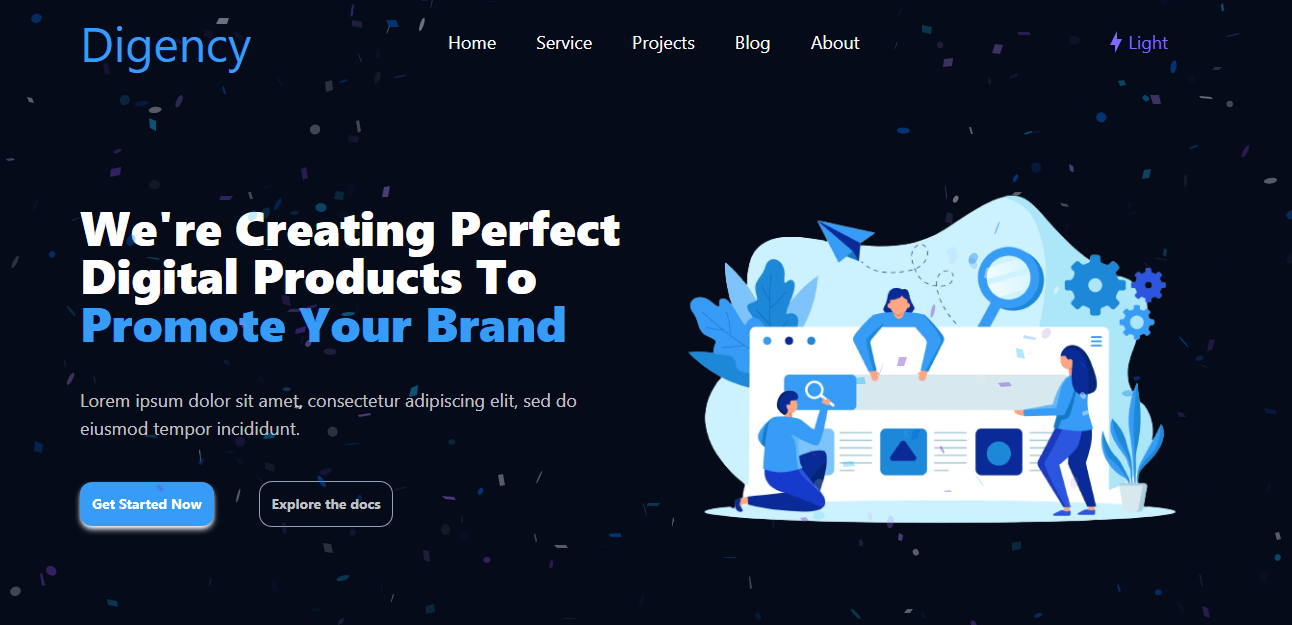 Digency
Home Service Projects Blog About Light
We're Creating Perfect
Digital Products To
Promote Your Brand
Lorem ipsum dolor sit amet, consectetur adipiscing elit, sed do
eiusmod tempor incididunt.
Get Started Now Explore the docs